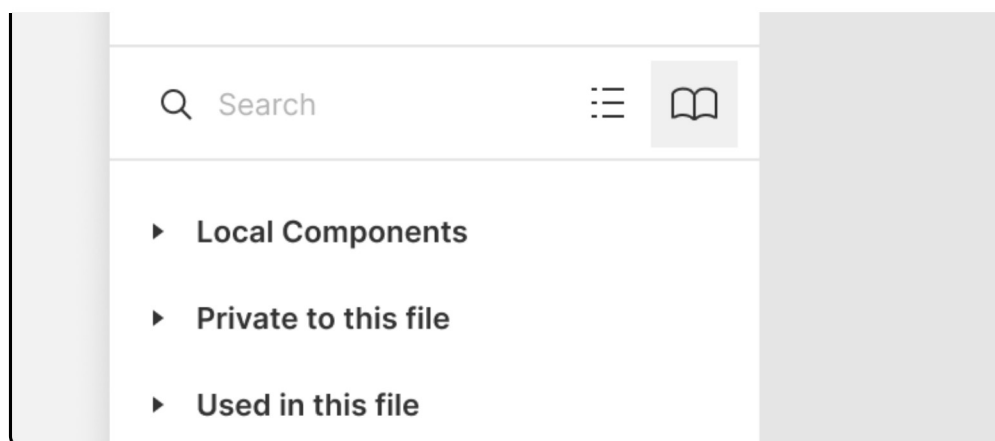 Search
Local Components
Private to this file
Used in this file